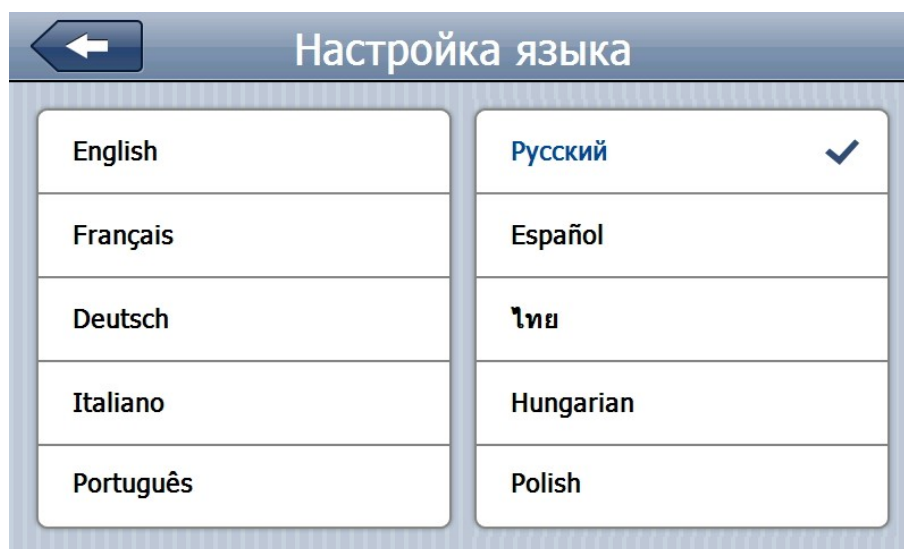 Настройка языка
English
Français
Deutsch
Italiano
Português
Русский
Español
ไทย
Hungarian
Polish